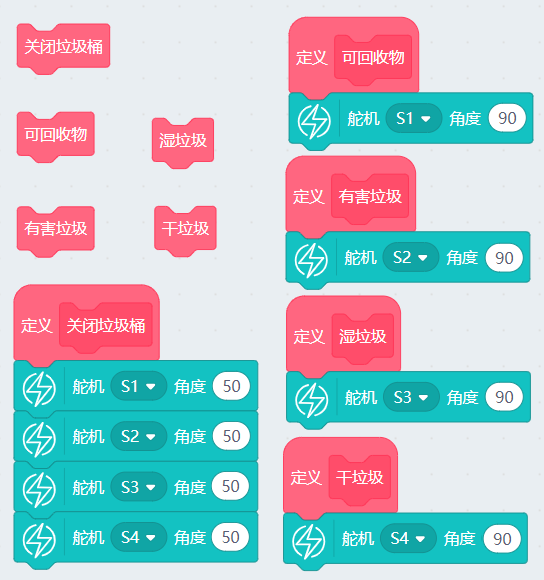 关闭垃圾桶
可回收物
湿垃圾
有害垃圾
干垃圾
定义 关闭垃圾桶
舵机 S1 角度 50
舵机 S2 角度 50
舵机 S3 角度 50
舵机 S4 角度 50
定义 可回收物
舵机 S1 角度 90
定义 有害垃圾
舵机 S2 角度 90
定义 湿垃圾
舵机 S3 角度 90
定义 干垃圾
舵机 S4 角度 90